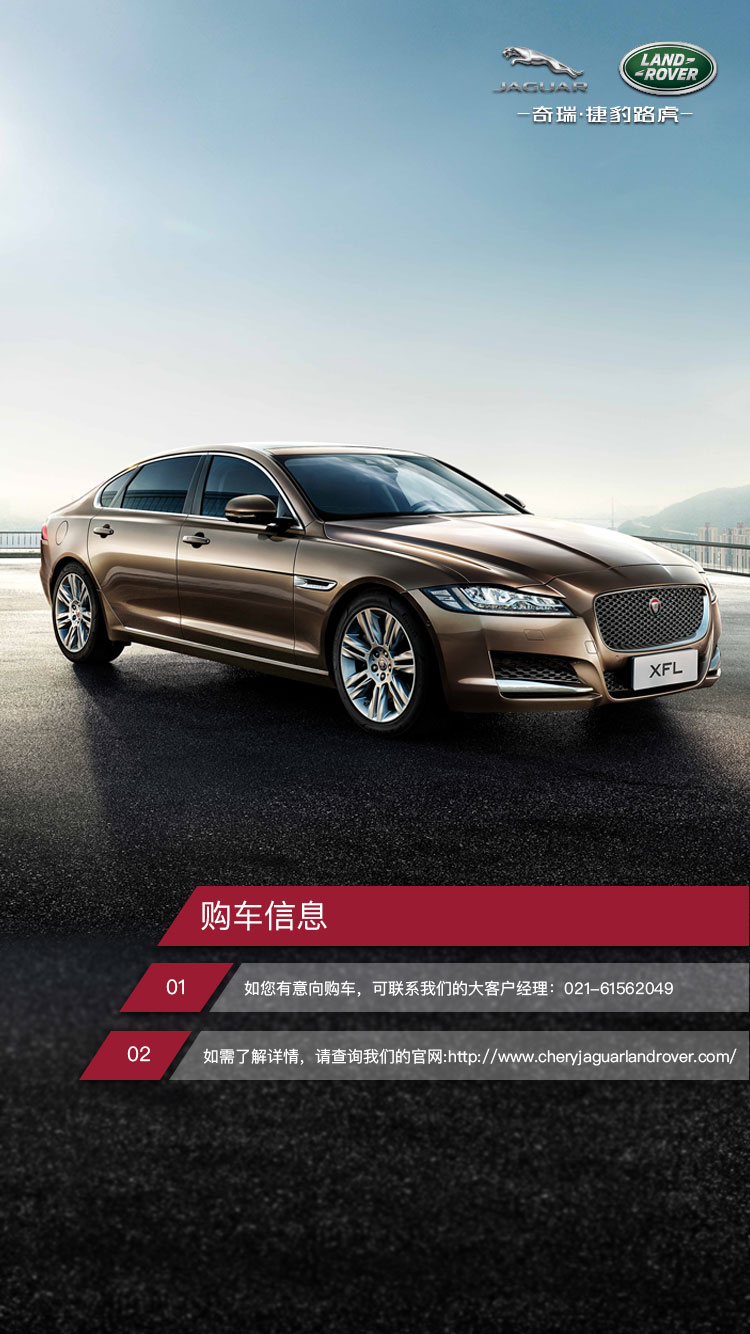 JAGUAR
LAND-
-ROVER
-奇瑞·捷豹路虎-
XFL
购车信息
01
如您有意向购车，可联系我们的大客户经理：021-61562049
02
如需了解详情，请查询我们的官网:http://www.cheryjaguarlandrover.com/